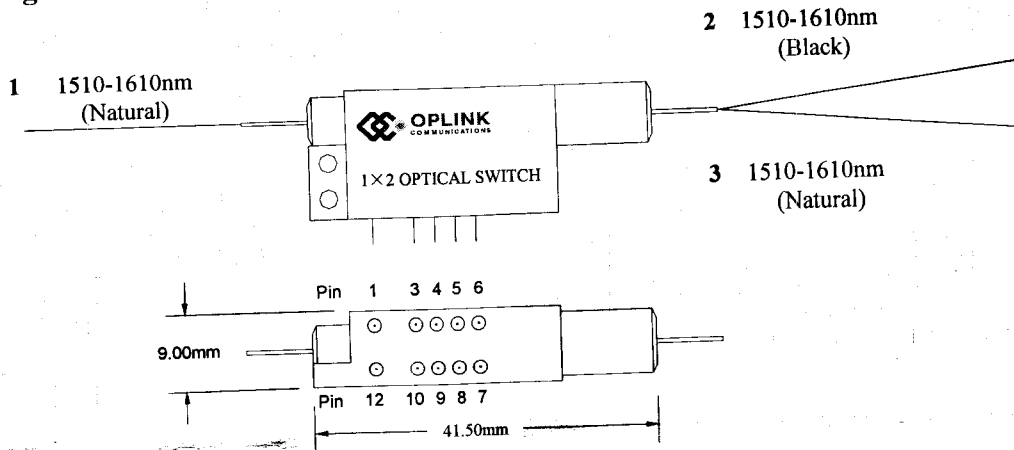 2 1510-1610nm
(Black)
1 1510-1610nm
(Natural)
OPLINK
COMMUNICATIONS
1×2 OPTICAL SWITCH
3 1510-1610nm
(Natural)
Pin 1 3 4 5 6
9.00mm
Pin 12 10 9 8 7
41.50mm